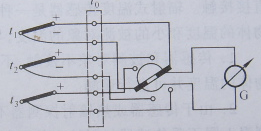 t₀
t₁ + −
t₂ + −
t₃ + −
G